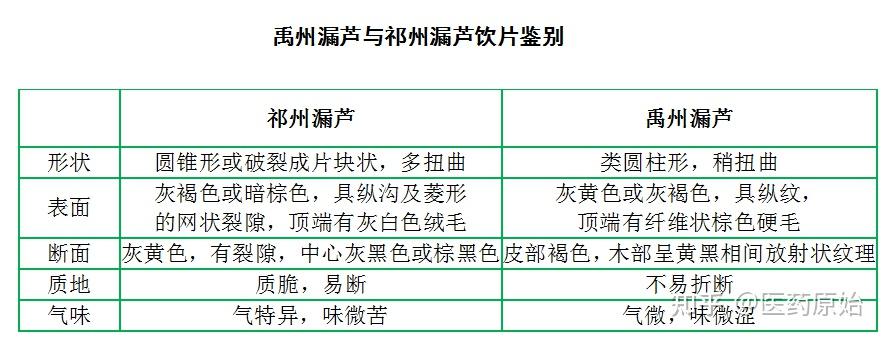 禹州漏芦与祁州漏芦饮片鉴别
祁州漏芦 禹州漏芦
形状 圆锥形或破裂成片块状，多扭曲 类圆柱形，稍扭曲
表面 灰褐色或暗棕色，具纵沟及菱形 灰黄色或灰褐色，具纵纹，
的网状裂隙，顶端有灰白色绒毛 顶端有纤维状棕色硬毛
断面 灰黄色，有裂隙，中心灰黑色或棕黑色 皮部褐色，木部呈黄黑相间放射状纹理
质地 质脆，易断 不易折断
气味 气特异，味微苦 气微，味微涩
知乎 @医药原始